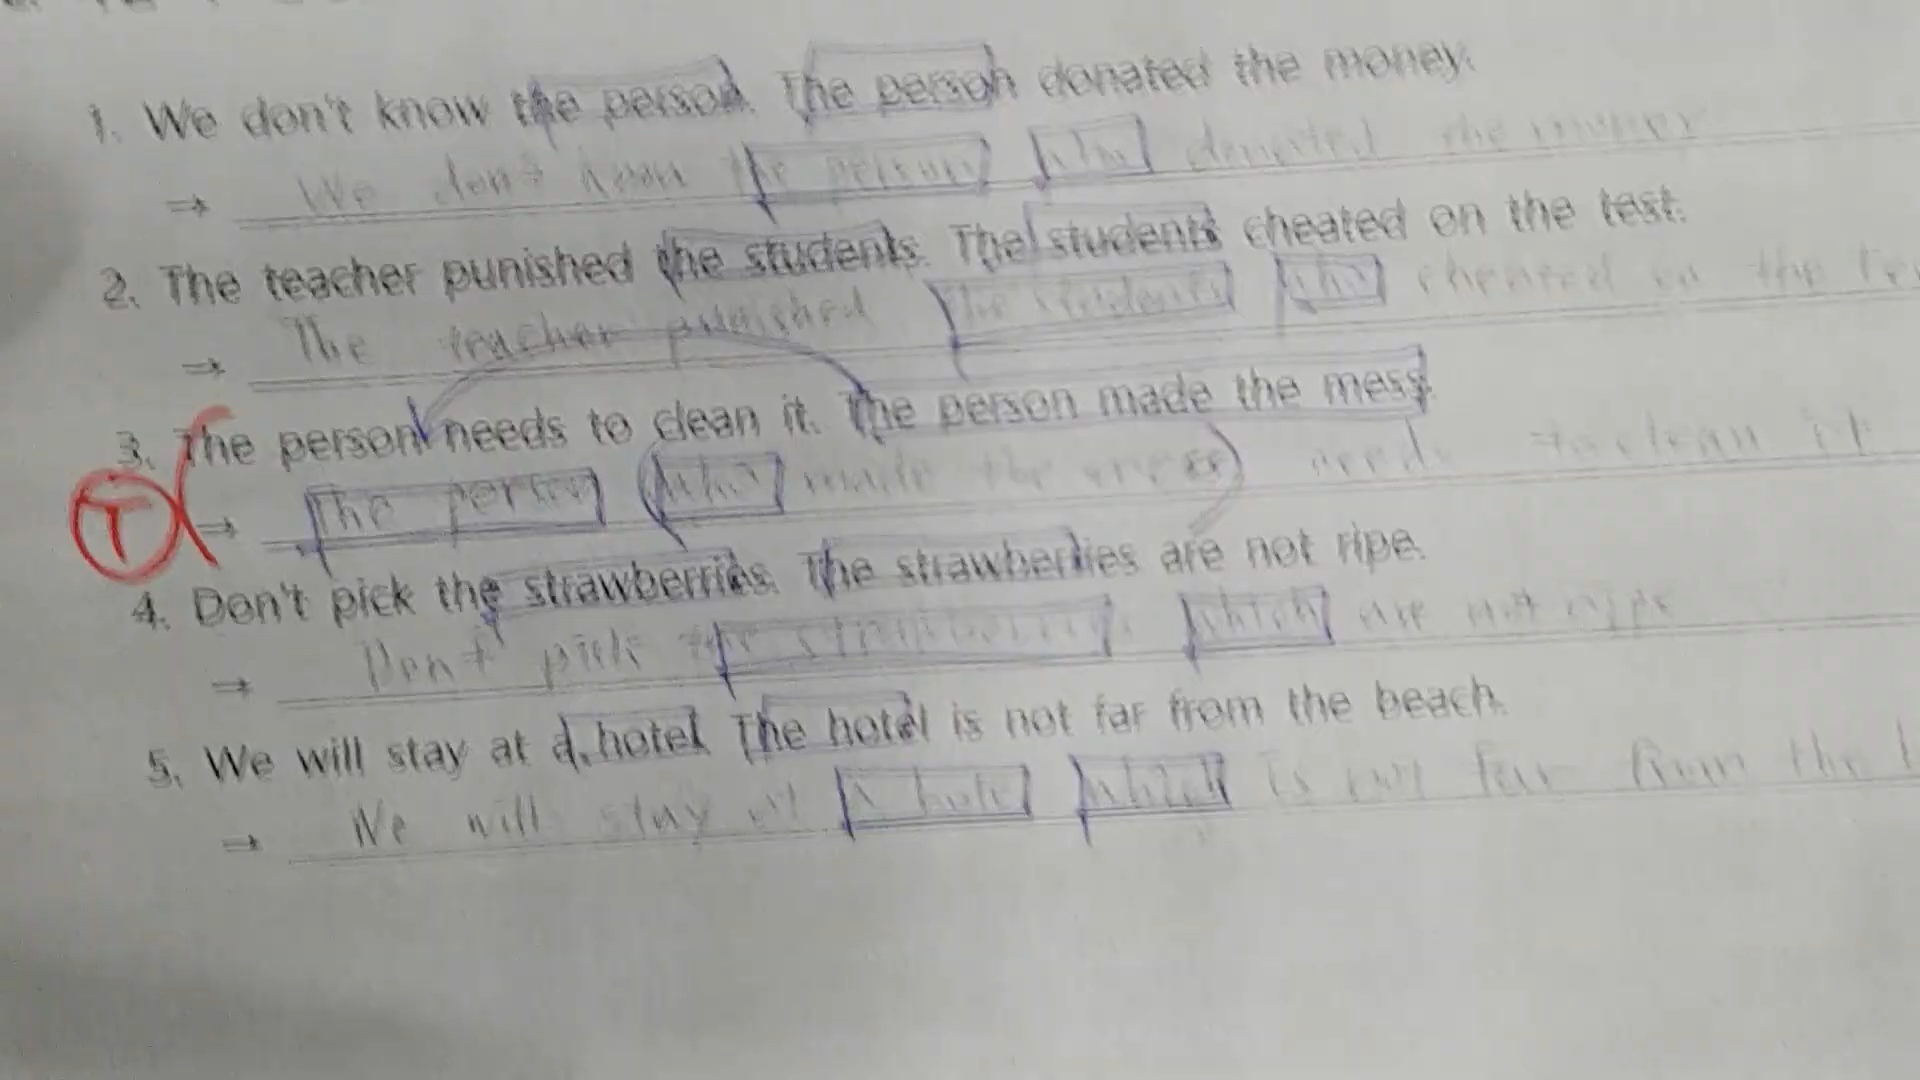 1. We don't know the person. The person donated the money.
→ We don't know the person who donated the money
2. The teacher punished the students. The students cheated on the test.
→ The teacher punished the students who cheated on the
3. The person needs to clean it. The person made the mess.
T → The person who made the mess needs to clean it
4. Don't pick the strawberries. The strawberries are not ripe.
→ Don't pick the which are not ripe
5. We will stay at a hotel. The hotel is not far from the beach.
→ We will stay at a which is not far from the